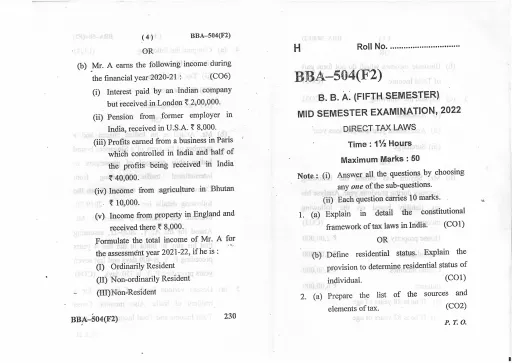 ( 4 )
BBA–504(F2)
OR
(b) Mr. A earns the following income during
the financial year 2020-21 : (CO6)
(i) Interest paid by an Indian company
but received in London ₹ 2,00,000.
(ii) Pension from former employer in
India, received in U.S.A. ₹ 8,000.
(iii) Profits earned from a business in Paris
which controlled in India and half of
the profits being received in India
₹ 40,000.
(iv) Income from agriculture in Bhutan
₹ 10,000.
(v) Income from property in England and
received there ₹ 8,000.
Formulate the total income of Mr. A for
the assessment year 2021-22, if he is :
(I) Ordinarily Resident
(II) Non-ordinarily Resident
(III) Non-Resident
BBA–504(F2) 230
H Roll No. ..............................
BBA–504(F2)
B. B. A. (FIFTH SEMESTER)
MID SEMESTER EXAMINATION, 2022
DIRECT TAX LAWS
Time : 1½ Hours
Maximum Marks : 50
Note : (i) Answer all the questions by choosing
any one of the sub-questions.
(ii) Each question carries 10 marks.
1. (a) Explain in detail the constitutional
framework of tax laws in India. (CO1)
OR
(b) Define residential status. Explain the
provision to determine residential status of
individual. (CO1)
2. (a) Prepare the list of the sources and
elements of tax. (CO2)
P. T. O.